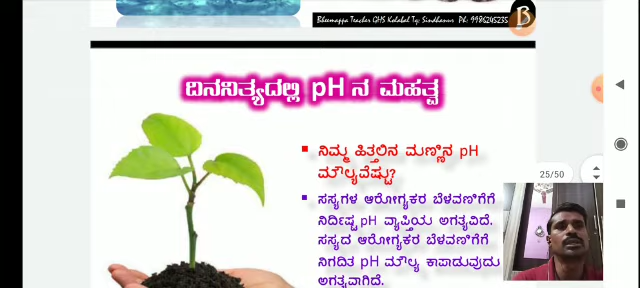 Bheemappa Teacher GHS Kolabal Tq: Sindhanur Ph: 9986245235
B
ದಿನನಿತ್ಯದಲ್ಲಿ pH ನ ಮಹತ್ವ
ನಿಮ್ಮ ಹಿತ್ತಲಿನ ಮಣ್ಣಿನ pH
ಮೌಲ್ಯವೆಷ್ಟು?
25/50
ಸಸ್ಯಗಳ ಆರೋಗ್ಯಕರ ಬೆಳವಣಿಗೆಗೆ
ನಿರ್ದಿಷ್ಟ pH ವ್ಯಾಪ್ತಿಯ ಅಗತ್ಯವಿದೆ.
ಸಸ್ಯದ ಆರೋಗ್ಯಕರ ಬೆಳವಣಿಗೆಗೆ
ನಿಗದಿತ pH ಮೌಲ್ಯ ಕಾಪಾಡುವುದು
ಅಗತ್ಯವಾಗಿದೆ.